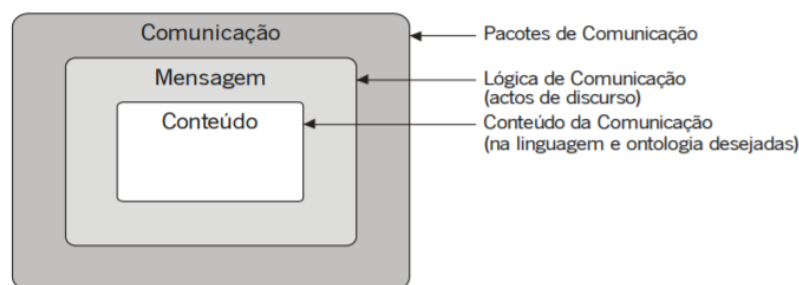 Comunicação
Pacotes de Comunicação
Mensagem
Lógica de Comunicação
(actos de discurso)
Conteúdo
Conteúdo da Comunicação
(na linguagem e ontologia desejadas)